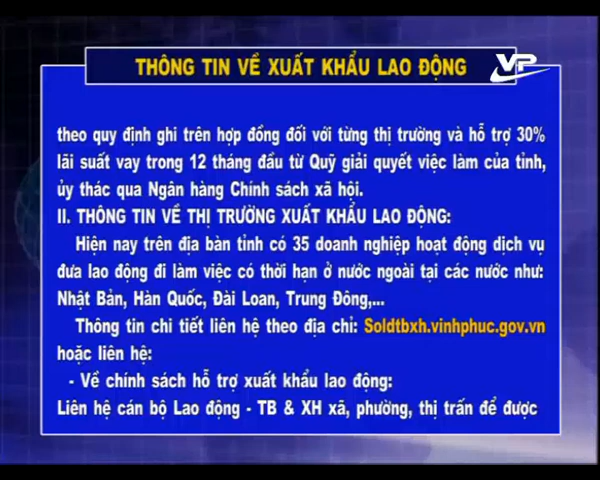 THÔNG TIN VỀ XUẤT KHẨU LAO ĐỘNG
VP
theo quy định ghi trên hợp đồng đối với từng thị trường và hỗ trợ 30%
lãi suất vay trong 12 tháng đầu từ Quỹ giải quyết việc làm của tỉnh,
ủy thác qua Ngân hàng Chính sách xã hội.
II. THÔNG TIN VỀ THỊ TRƯỜNG XUẤT KHẨU LAO ĐỘNG:
Hiện nay trên địa bàn tỉnh có 35 doanh nghiệp hoạt động dịch vụ
đưa lao động đi làm việc có thời hạn ở nước ngoài tại các nước như:
Nhật Bản, Hàn Quốc, Đài Loan, Trung Đông,...
Thông tin chi tiết liên hệ theo địa chỉ: Soldtbxh.vinhphuc.gov.vn
hoặc liên hệ:
- Về chính sách hỗ trợ xuất khẩu lao động:
Liên hệ cán bộ Lao động - TB & XH xã, phường, thị trấn để được